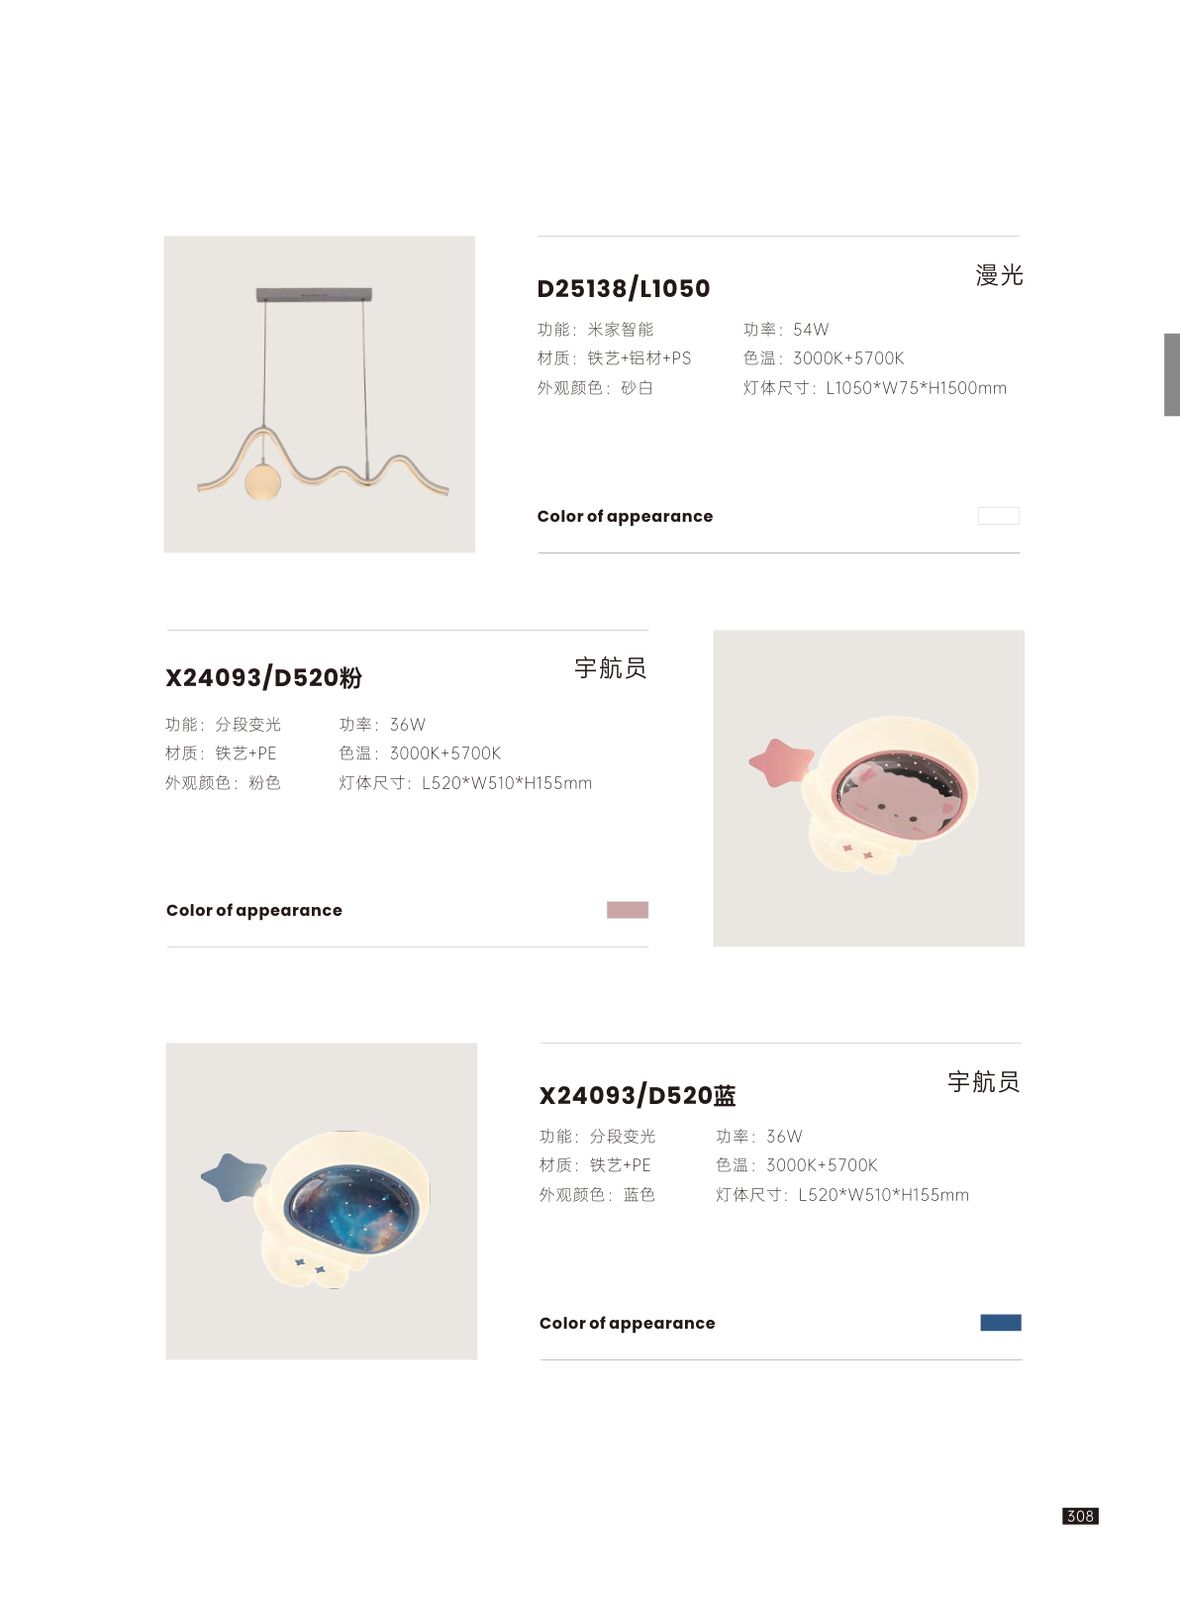 漫光
D25138/L1050
功能：米家智能 功率：54W
材质：铁艺+铝材+PS 色温：3000K+5700K
外观颜色：砂白 灯体尺寸：L1050*W75*H1500mm
Color of appearance
宇航员
X24093/D520粉
功能：分段变光 功率：36W
材质：铁艺+PE 色温：3000K+5700K
外观颜色：粉色 灯体尺寸：L520*W510*H155mm
Color of appearance
宇航员
X24093/D520蓝
功能：分段变光 功率：36W
材质：铁艺+PE 色温：3000K+5700K
外观颜色：蓝色 灯体尺寸：L520*W510*H155mm
Color of appearance
308